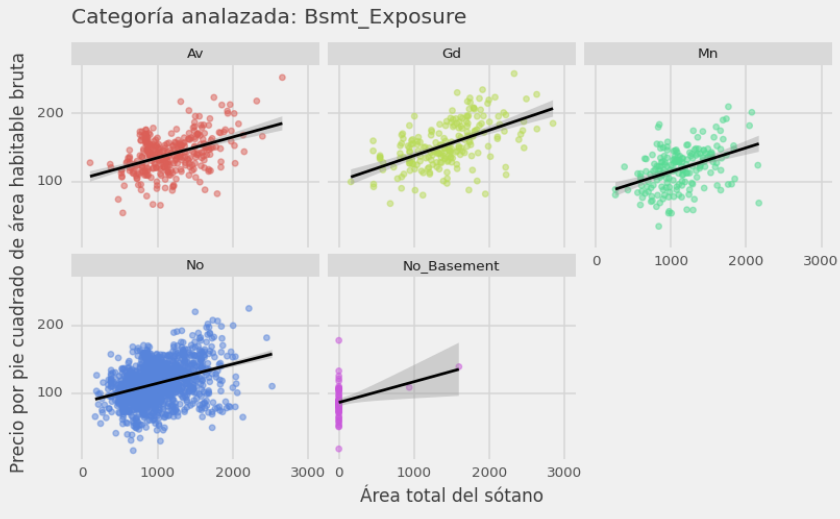 Categoría analazada: Bsmt_Exposure
Precio por pie cuadrado de área habitable bruta
Av
Gd
Mn
200
100
0
1000
2000
3000
No
No_Basement
200
100
0
1000
2000
3000
0
1000
2000
3000
Área total del sótano